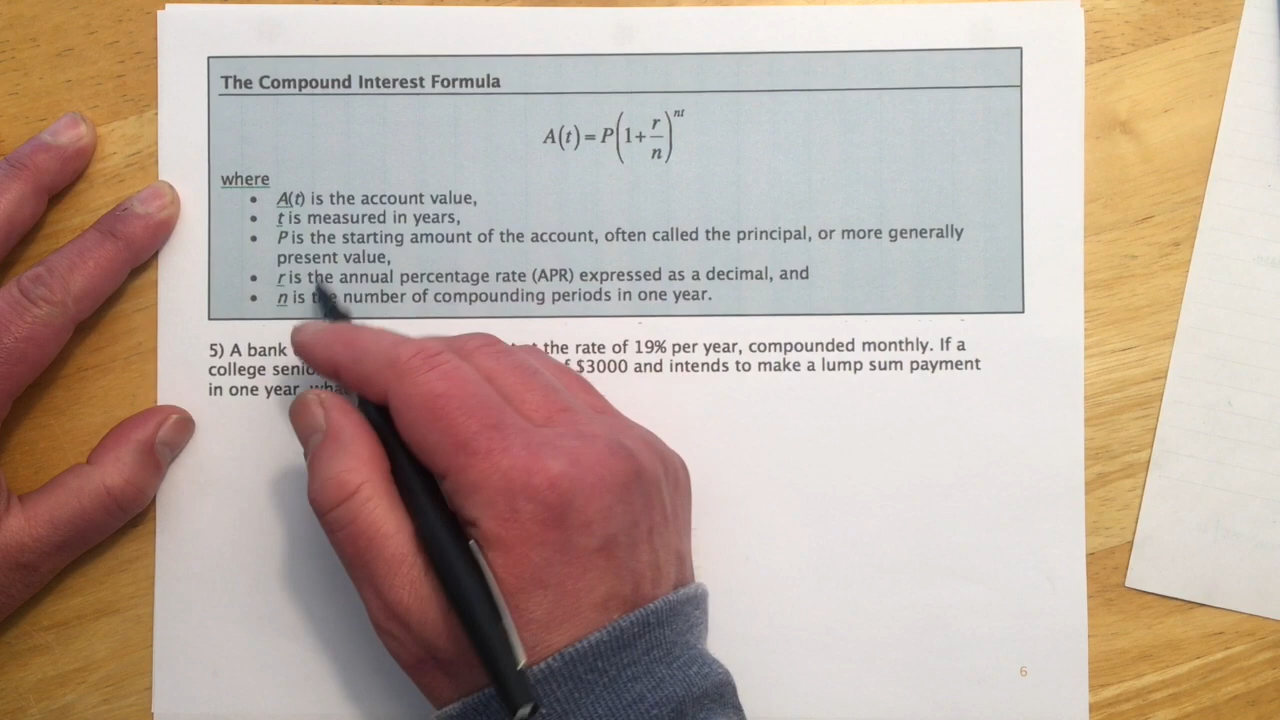 The Compound Interest Formula
A(t) = P(1 + r/n)^nt
where
• A(t) is the account value,
• t is measured in years,
• P is the starting amount of the account, often called the principal, or more generally
present value,
• r is the annual percentage rate (APR) expressed as a decimal, and
• n is the number of compounding periods in one year.
5) A bank the rate of 19% per year, compounded monthly. If a
college $3000 and intends to make a lump sum payment
in one year,
6